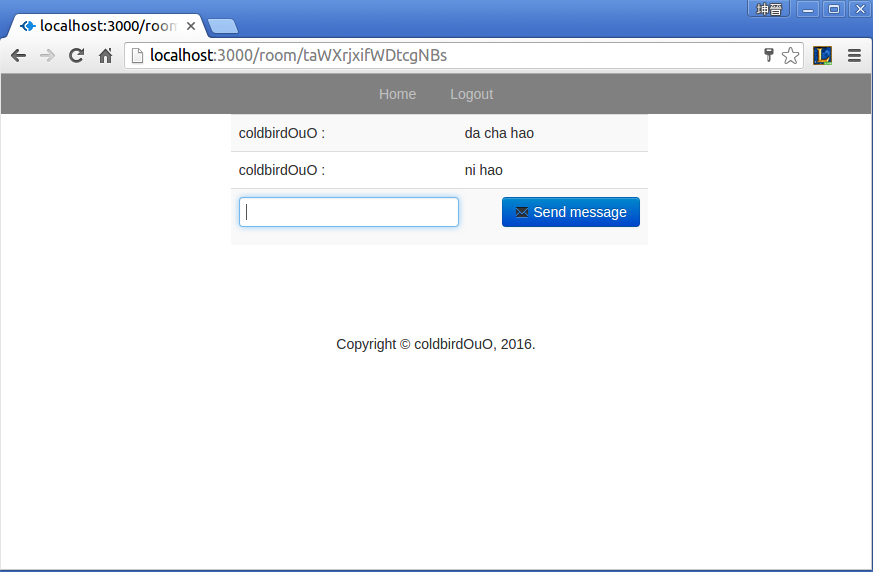 坤晉
localhost:3000/room
localhost:3000/room/taWXrjxifWDtcgNBs
Home Logout
coldbirdOuO : da cha hao
coldbirdOuO : ni hao
Send message
Copyright © coldbirdOuO, 2016.